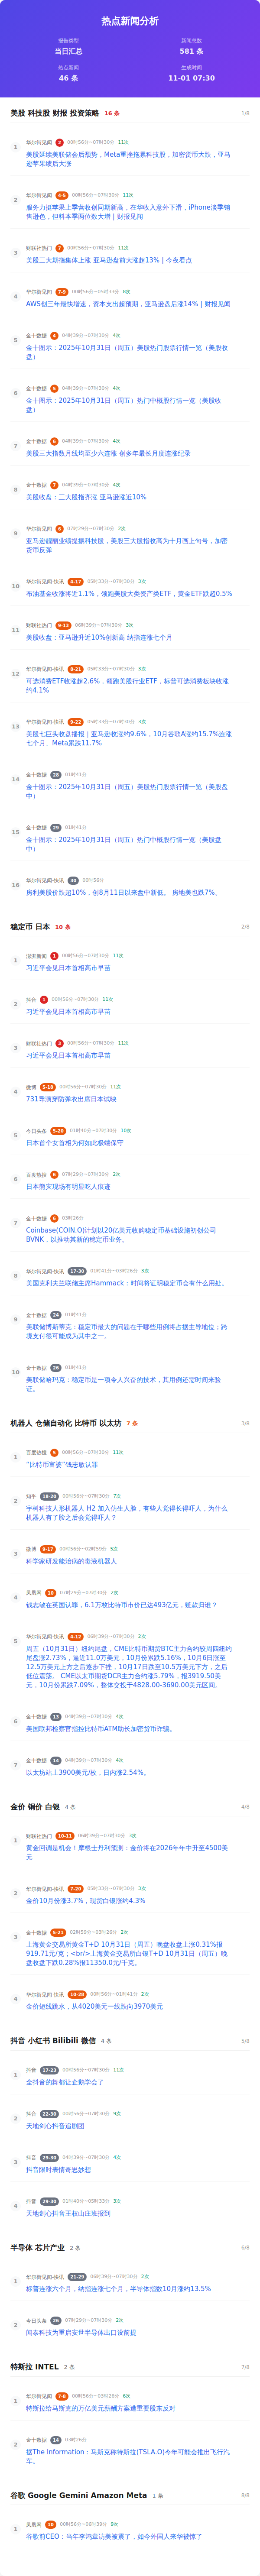 热点新闻分析
报告类型
当日汇总
新闻总数
581 条
热点新闻
46 条
生成时间
11-01 07:30
美股 科技股 财报 投资策略 16 条 1/8
1
华尔街见闻 2 00时56分~07时30分 11次
美股延续美联储会后颓势，Meta重挫拖累科技股，加密货币大跌，亚马
逊苹果绩后大涨
2
华尔街见闻 4-5 00时56分~07时30分 11次
服务力挺苹果上季营收创同期新高，在华收入意外下滑，iPhone淡季销
售逊色，但料本季两位数大增 | 财报见闻
3
财联社热门 7 00时56分~07时30分 11次
美股三大期指集体上涨 亚马逊盘前大涨超13% | 今夜看点
4
华尔街见闻 7-9 00时56分~05时33分 8次
AWS创三年最快增速，资本支出超预期，亚马逊盘后涨14% | 财报见闻
5
金十数据 4 04时39分~07时30分 4次
金十图示：2025年10月31日（周五）美股热门股票行情一览（美股收
盘）
6
金十数据 5 04时39分~07时30分 4次
金十图示：2025年10月31日（周五）热门中概股行情一览（美股收
盘）
7
金十数据 6 04时39分~07时30分 4次
美股三大指数月线均至少六连涨 创多年最长月度连涨纪录
8
金十数据 7 04时39分~07时30分 4次
美股收盘：三大股指齐涨 亚马逊涨近10%
9
华尔街见闻 9 07时29分~07时30分 2次
亚马逊靓丽业绩提振科技股，美股三大股指收高为十月画上句号，加密
货币反弹
10
华尔街见闻-快讯 4-17 05时33分~07时30分 3次
布油基金收涨将近1.1%，领跑美股大类资产类ETF，黄金ETF跌超0.5%
11
财联社热门 9-13 06时39分~07时30分 3次
美股收盘：亚马逊升近10%创新高 纳指连涨七个月
12
华尔街见闻-快讯 8-21 05时33分~07时30分 3次
可选消费ETF收涨超2.6%，领跑美股行业ETF，标普可选消费板块收涨
约4.1%
13
华尔街见闻-快讯 9-22 05时33分~07时30分 3次
美股七巨头收盘播报｜亚马逊收涨约9.6%，10月谷歌A涨约15.7%连涨
七个月、Meta累跌11.7%
14
金十数据 28 01时41分
金十图示：2025年10月31日（周五）美股热门股票行情一览（美股盘
中）
15
金十数据 29 01时41分
金十图示：2025年10月31日（周五）热门中概股行情一览（美股盘
中）
16
华尔街见闻-快讯 30 00时56分
房利美股价跌超10%，创8月11日以来盘中新低。 房地美也跌7%。
稳定币 日本 10 条 2/8
1
澎湃新闻 1 00时56分~07时30分 11次
习近平会见日本首相高市早苗
2
抖音 1 00时56分~07时30分 11次
习近平会见日本首相高市早苗
3
财联社热门 3 00时56分~07时30分 11次
习近平会见日本首相高市早苗
4
微博 5-18 00时56分~07时30分 11次
731导演穿防弹衣出席日本试映
5
今日头条 5-20 01时40分~07时30分 10次
日本首个女首相为何如此极端保守
6
百度热搜 6 07时29分~07时30分 2次
日本熊灾现场有明显吃人痕迹
7
金十数据 6 03时26分
Coinbase(COIN.O)计划以20亿美元收购稳定币基础设施初创公司
BVNK，以推动其新的稳定币业务。
8
华尔街见闻-快讯 17-30 01时41分~03时26分 3次
美国克利夫兰联储主席Hammack：时间将证明稳定币会有什么用处。
9
金十数据 24 01时41分
美联储博斯蒂克：稳定币最大的问题在于哪些用例将占据主导地位；跨
境支付很可能成为其中之一。
10
金十数据 26 01时41分
美联储哈玛克：稳定币是一项令人兴奋的技术，其用例还需时间来验
证。
机器人 仓储自动化 比特币 以太坊 7 条 3/8
1
百度热搜 5 00时56分~07时30分 11次
“比特币富婆”钱志敏认罪
2
知乎 18-20 00时56分~07时30分 7次
宇树科技人形机器人 H2 加入仿生人脸，有些人觉得长得吓人，为什么
机器人有了脸之后会觉得吓人？
3
微博 9-17 00时56分~02时59分 5次
科学家研发能治病的毒液机器人
4
凤凰网 10 07时29分~07时30分 2次
钱志敏在英国认罪，6.1万枚比特币市价已达493亿元，赃款归谁？
5
华尔街见闻-快讯 4-12 06时39分~07时30分 2次
周五（10月31日）纽约尾盘，CME比特币期货BTC主力合约较周四纽约
尾盘涨2.73%，逼近11.0万美元，10月份累跌5.16%，10月6日涨至
12.5万美元上方之后逐步下挫，10月17日跌至10.5万美元下方，之后
低位震荡。 CME以太币期货DCR主力合约涨5.79%，报3919.50美
元，10月份累跌7.09%，整体交投于4828.00-3690.00美元区间。
6
金十数据 13 04时39分~07时30分 4次
美国联邦检察官指控比特币ATM助长加密货币诈骗。
7
金十数据 14 04时39分~07时30分 4次
以太坊站上3900美元/枚，日内涨2.54%。
金价 铜价 白银 4 条 4/8
1
财联社热门 10-11 06时39分~07时30分 3次
黄金回调是机会！摩根士丹利预测：金价将在2026年年中升至4500美
元
2
华尔街见闻-快讯 7-20 05时33分~07时30分 3次
金价10月份涨3.7%，现货白银涨约4.3%
3
金十数据 5-21 02时59分~03时26分 2次
上海黄金交易所黄金T+D 10月31日（周五）晚盘收盘上涨0.31%报
919.71元/克；<br/>上海黄金交易所白银T+D 10月31日（周五）晚
盘收盘下跌0.28%报11350.0元/千克。
4
华尔街见闻-快讯 18-28 00时56分~01时41分 2次
金价短线跳水，从4020美元一线跌向3970美元
抖音 小红书 Bilibili 微信 4 条 5/8
1
抖音 17-23 00时56分~07时30分 11次
全抖音的舞都让企鹅学会了
2
抖音 22-30 00时56分~07时30分 9次
天地剑心抖音追剧团
3
抖音 29-30 04时39分~07时30分 4次
抖音限时表情奇思妙想
4
抖音 29-30 01时40分~05时33分 3次
天地剑心抖音王权山庄班报到
半导体 芯片产业 2 条 6/8
1
华尔街见闻-快讯 21-29 06时39分~07时30分 2次
标普连涨六个月，纳指连涨七个月，半导体指数10月涨约13.5%
2
今日头条 26 07时29分~07时30分 2次
闻泰科技为重启安世半导体出口设前提
特斯拉 INTEL 2 条 7/8
1
华尔街见闻 7-8 00时56分~03时26分 6次
特斯拉给马斯克的万亿美元薪酬方案遭重要股东反对
2
金十数据 14 03时26分
据The Information：马斯克称特斯拉(TSLA.O)今年可能会推出飞行汽
车。
谷歌 Google Gemini Amazon Meta 1 条 8/8
1
凤凰网 10 00时56分~06时39分 9次
谷歌前CEO：当年李鸿章访美被震了，如今外国人来华被惊了